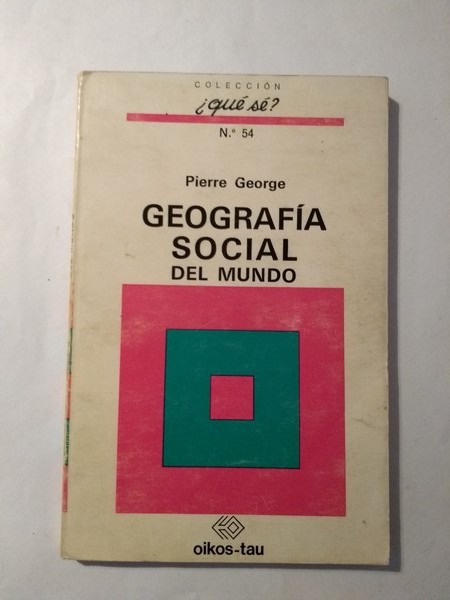 COLECCIÓN
¿qué sé?
N.º 54
Pierre George
GEOGRAFÍA
SOCIAL
DEL MUNDO
oikos-tau